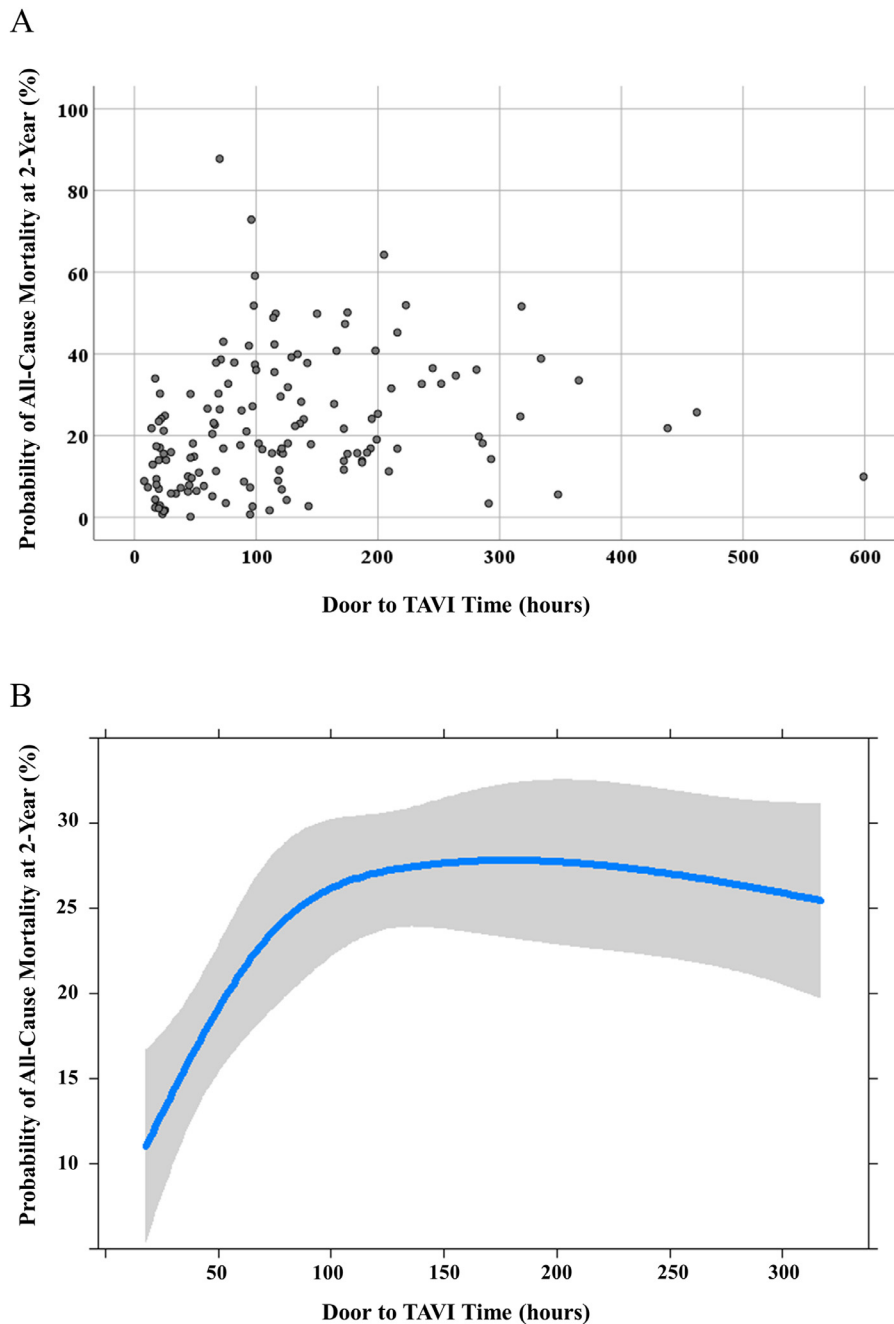 A
Probability of All-Cause Mortality at 2-Year (%)
100
80
60
40
20
0
0 100 200 300 400 500 600
Door to TAVI Time (hours)
B
Probability of All-Cause Mortality at 2-Year (%)
30
25
20
15
10
50 100 150 200 250 300
Door to TAVI Time (hours)